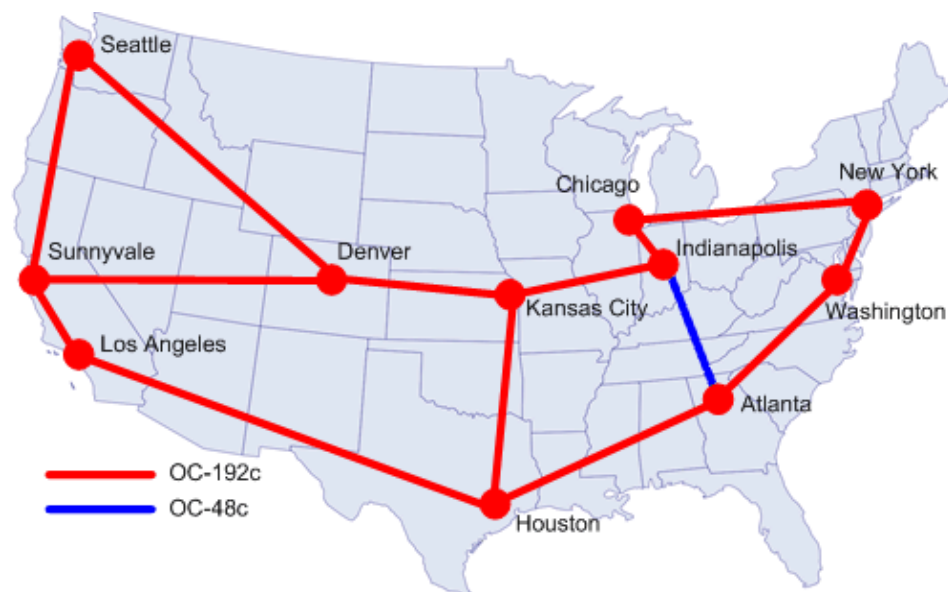 Seattle
New York
Chicago
Sunnyvale
Denver
Indianapolis
Kansas City
Washington
Los Angeles
Atlanta
OC-192c
OC-48c
Houston